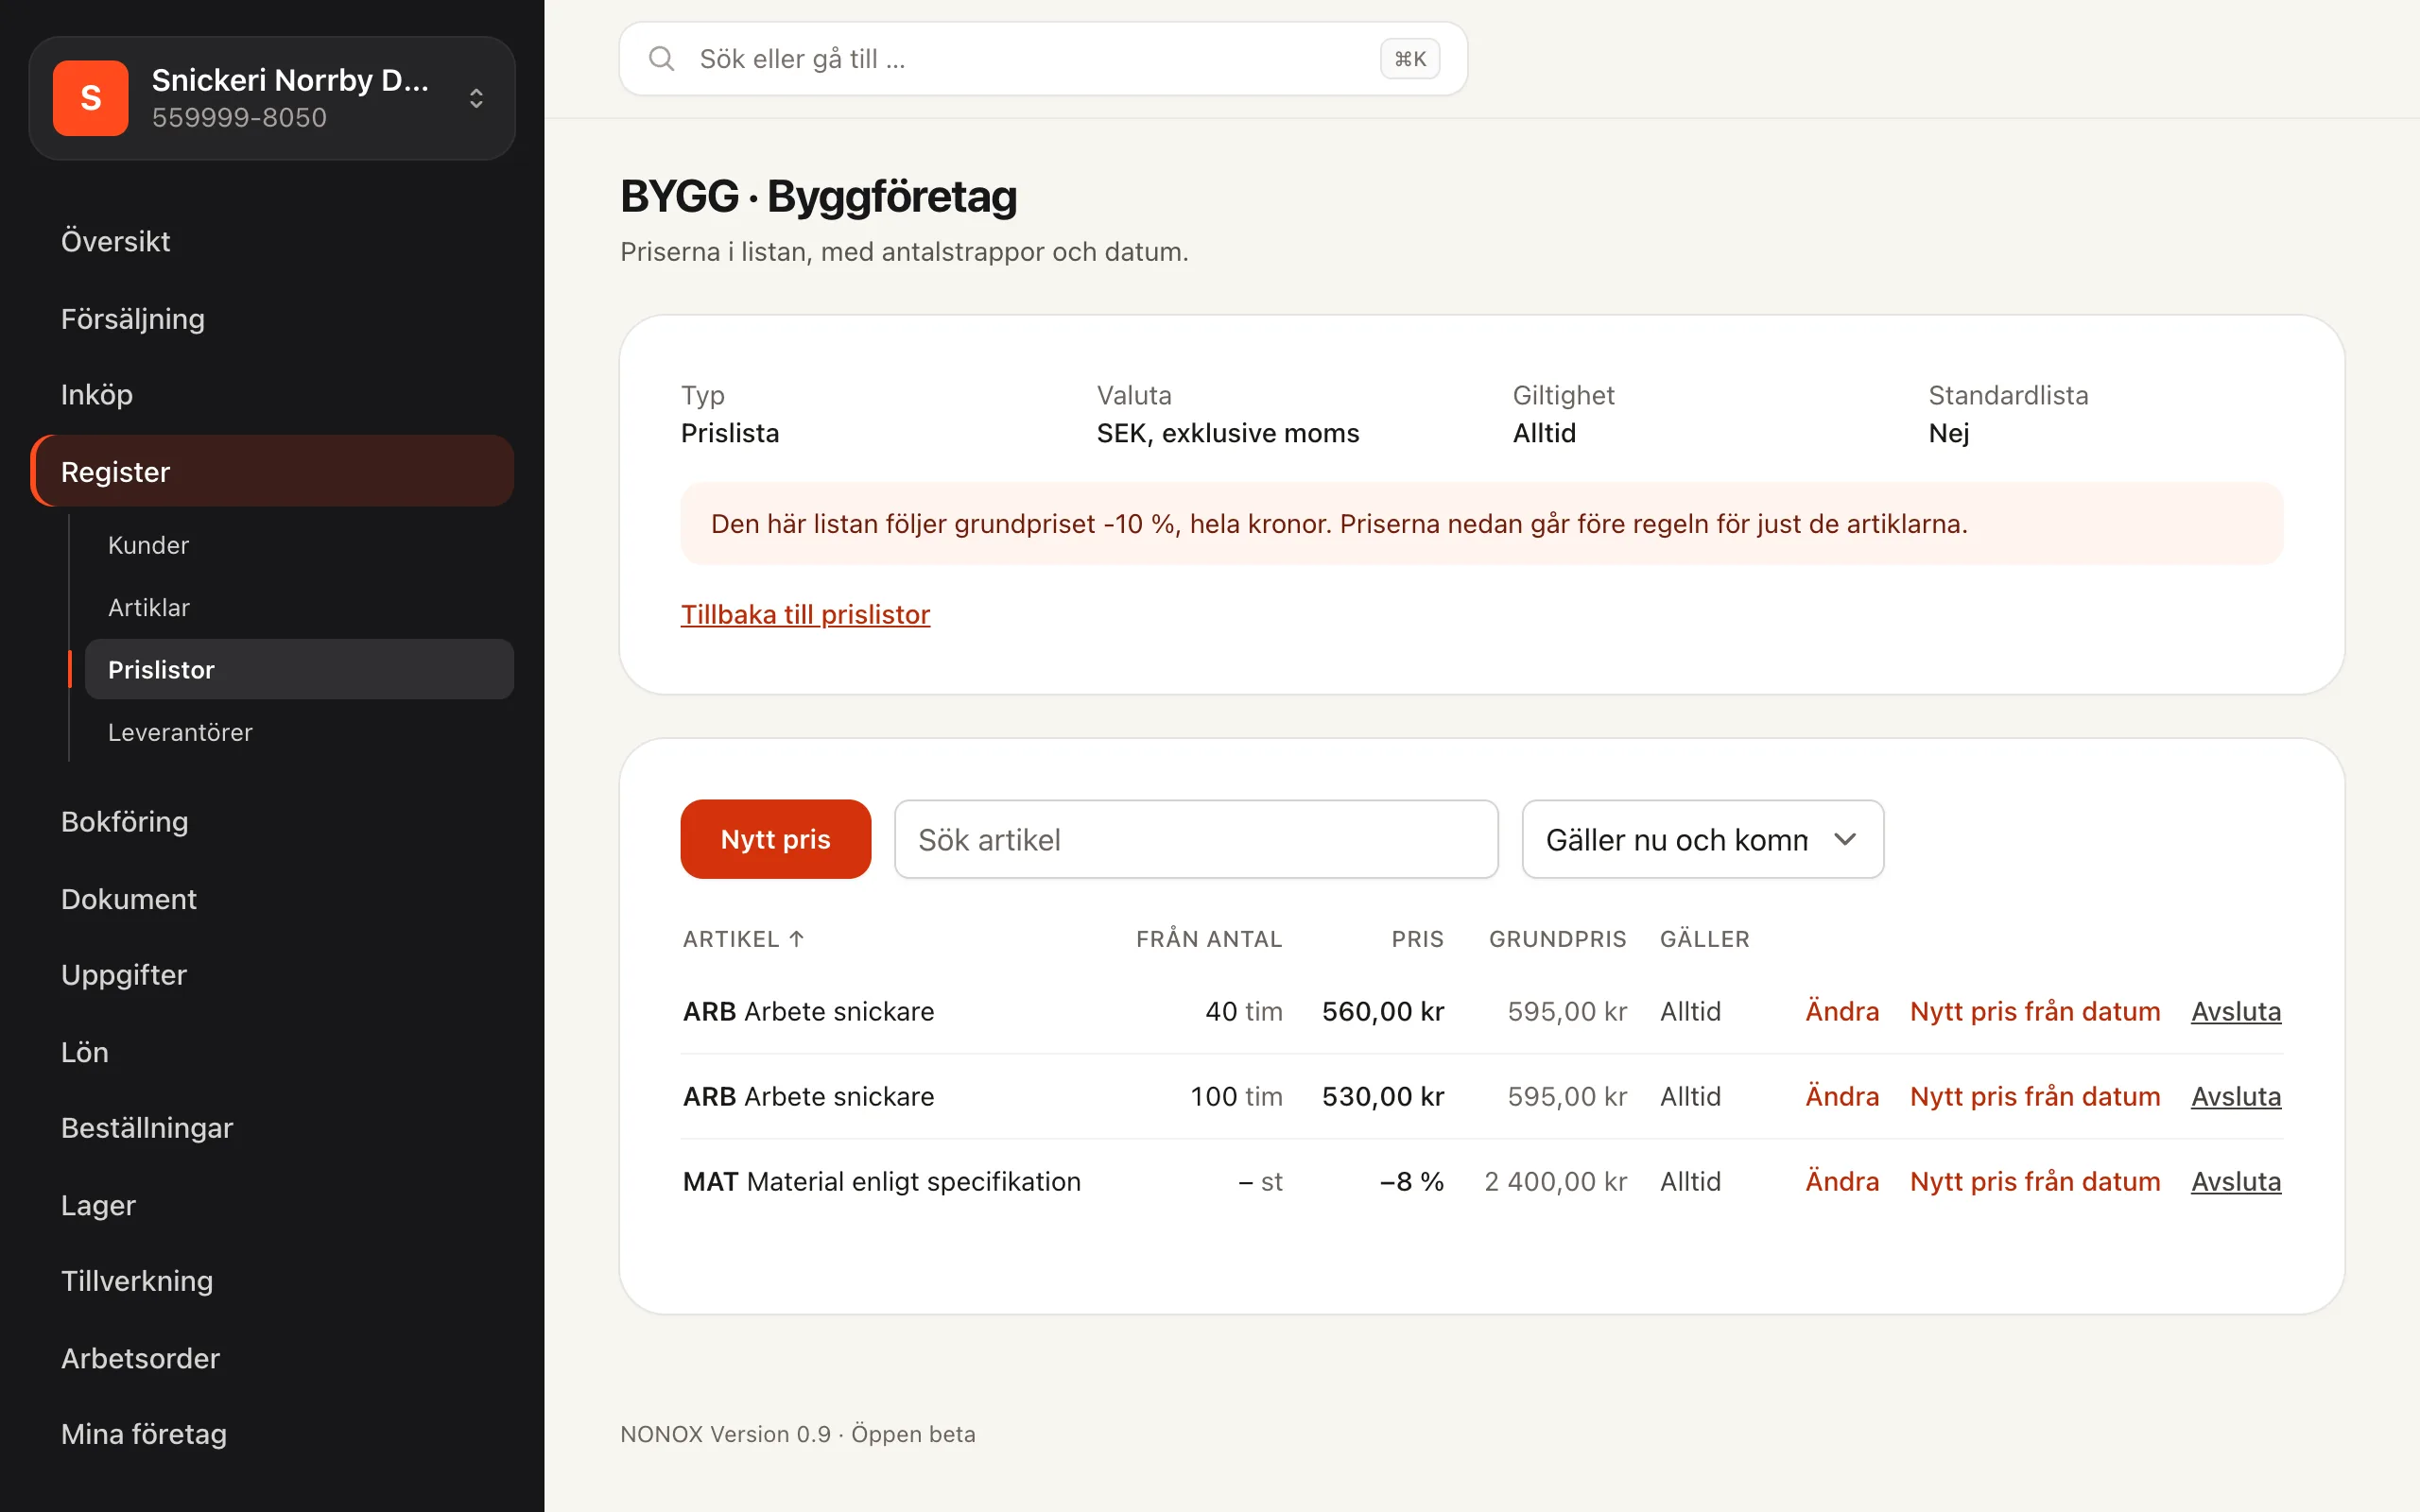 S
Snickeri Norrby D...
559999-8050
Översikt
Försäljning
Inköp
Register
Kunder
Artiklar
Prislistor
Leverantörer
Bokföring
Dokument
Uppgifter
Lön
Beställningar
Lager
Tillverkning
Arbetsorder
Mina företag
Sök eller gå till ...
⌘K
BYGG · Byggföretag
Priserna i listan, med antalstrappor och datum.
Typ
Prislista
Valuta
SEK, exklusive moms
Giltighet
Alltid
Standardlista
Nej
Den här listan följer grundpriset -10 %, hela kronor. Priserna nedan går före regeln för just de artiklarna.
Tillbaka till prislistor
Nytt pris
Sök artikel
Gäller nu och komm
ARTIKEL ↑ FRÅN ANTAL PRIS GRUNDPRIS GÄLLER
ARB Arbete snickare 40 tim 560,00 kr 595,00 kr Alltid Ändra Nytt pris från datum Avsluta
ARB Arbete snickare 100 tim 530,00 kr 595,00 kr Alltid Ändra Nytt pris från datum Avsluta
MAT Material enligt specifikation – st –8 % 2 400,00 kr Alltid Ändra Nytt pris från datum Avsluta
NONOX Version 0.9 · Öppen beta